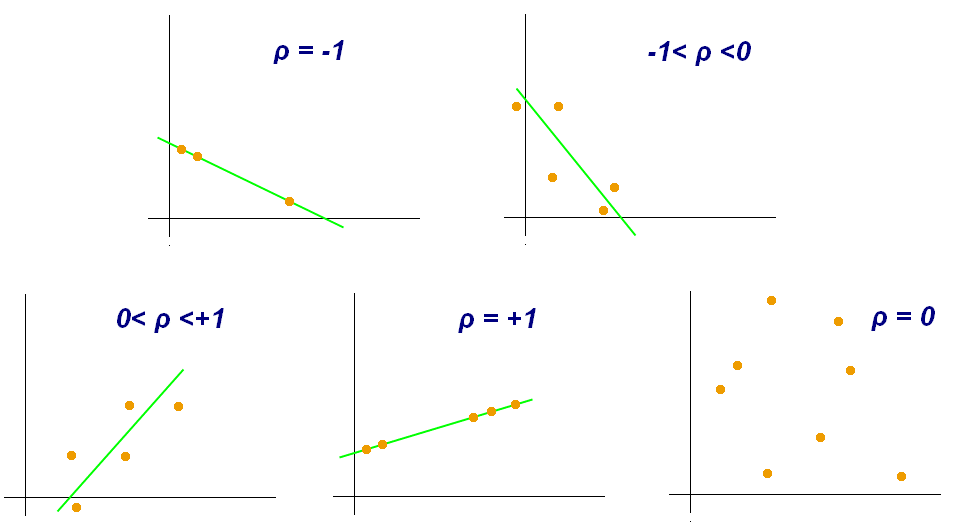 ρ = -1
-1< ρ <0
0< ρ <+1
ρ = +1
ρ = 0